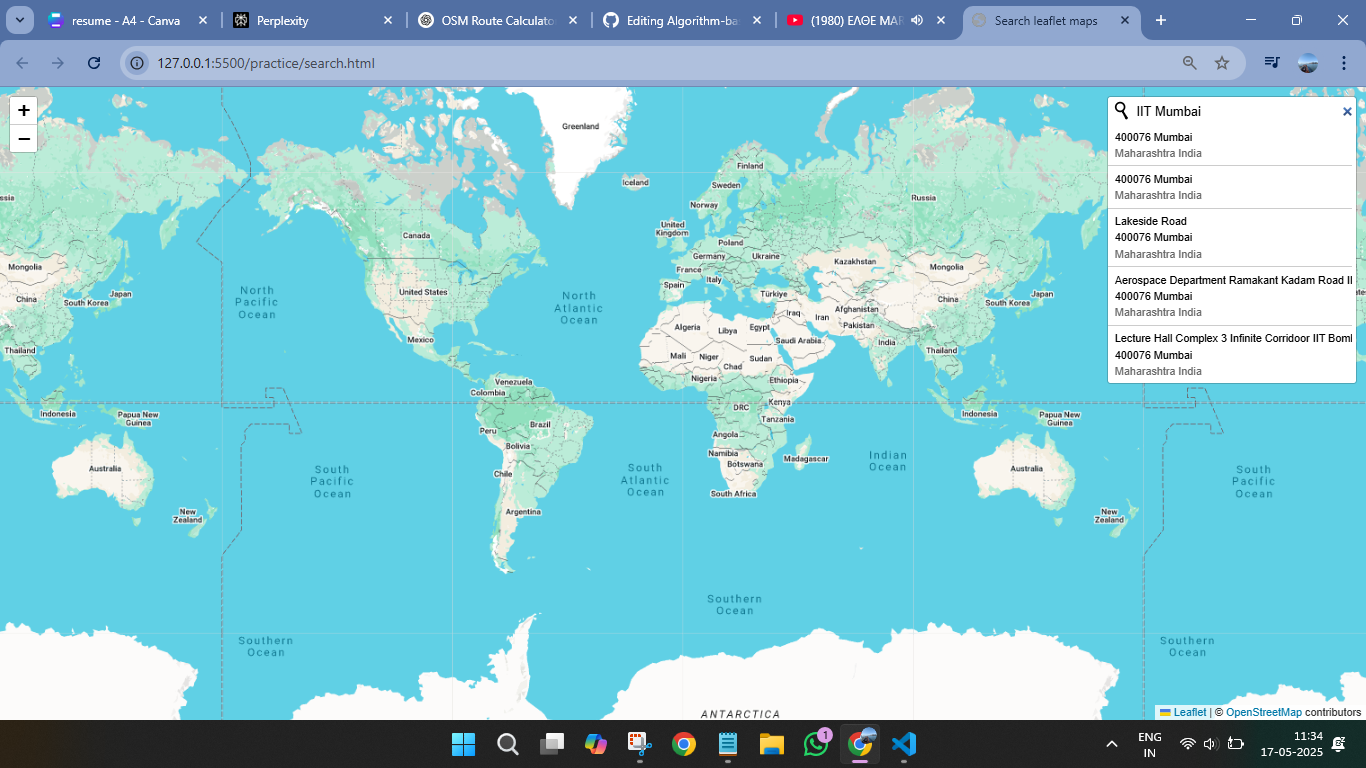 resume - A4 - Canva
Perplexity
OSM Route Calculato
Editing Algorithm-ba
(1980) ΕΛΘΕ ΜΑR
Search leaflet maps
127.0.0.1:5500/practice/search.html
+
−
IIT Mumbai
400076 Mumbai
Maharashtra India
400076 Mumbai
Maharashtra India
Lakeside Road
400076 Mumbai
Maharashtra India
Aerospace Department Ramakant Kadam Road II
400076 Mumbai
Maharashtra India
Lecture Hall Complex 3 Infinite Corridor IIT Bom
400076 Mumbai
Maharashtra India
Greenland
Iceland
Finland
Sweden
Norway
Russia
ssia
United
Kingdom
Canada
Poland
Germany
Ukraine
France
Italy
Spain
Türkiye
Kazakhstan
Mongolia
Mongolia
China
South Korea
Japan
China
South Korea
Japan
United States
North
Pacific
Ocean
North
Atlantic
Ocean
Iraq
Iran
Afghanistan
Pakistan
Algeria
Libya
Egypt
Saudi Arabia
India
Thailand
Thailand
Mexico
Mali
Niger
Chad
Sudan
Nigeria
Ethiopia
Venezuela
Colombia
Kenya
DRC
Tanzania
Indonesia
Papua New
Guinea
Indonesia
Papua New
Guinea
Brazil
Peru
Bolivia
Angola
Namibia
Botswana
Madagascar
Indian
Ocean
Australia
Australia
South
Pacific
Ocean
Chile
South
Atlantic
Ocean
South Africa
South
Pacific
Ocean
Argentina
New
Zealand
New
Zealand
Southern
Ocean
Southern
Ocean
Southern
Ocean
ANTARCTICA
Leaflet | © OpenStreetMap contributors
1
ENG
IN
11:34
17-05-2025